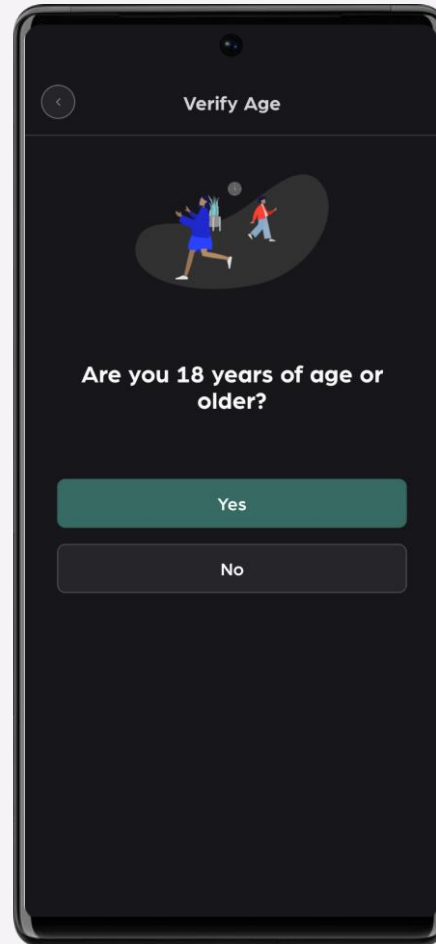 Verify Age
Are you 18 years of age or
older?
Yes
No